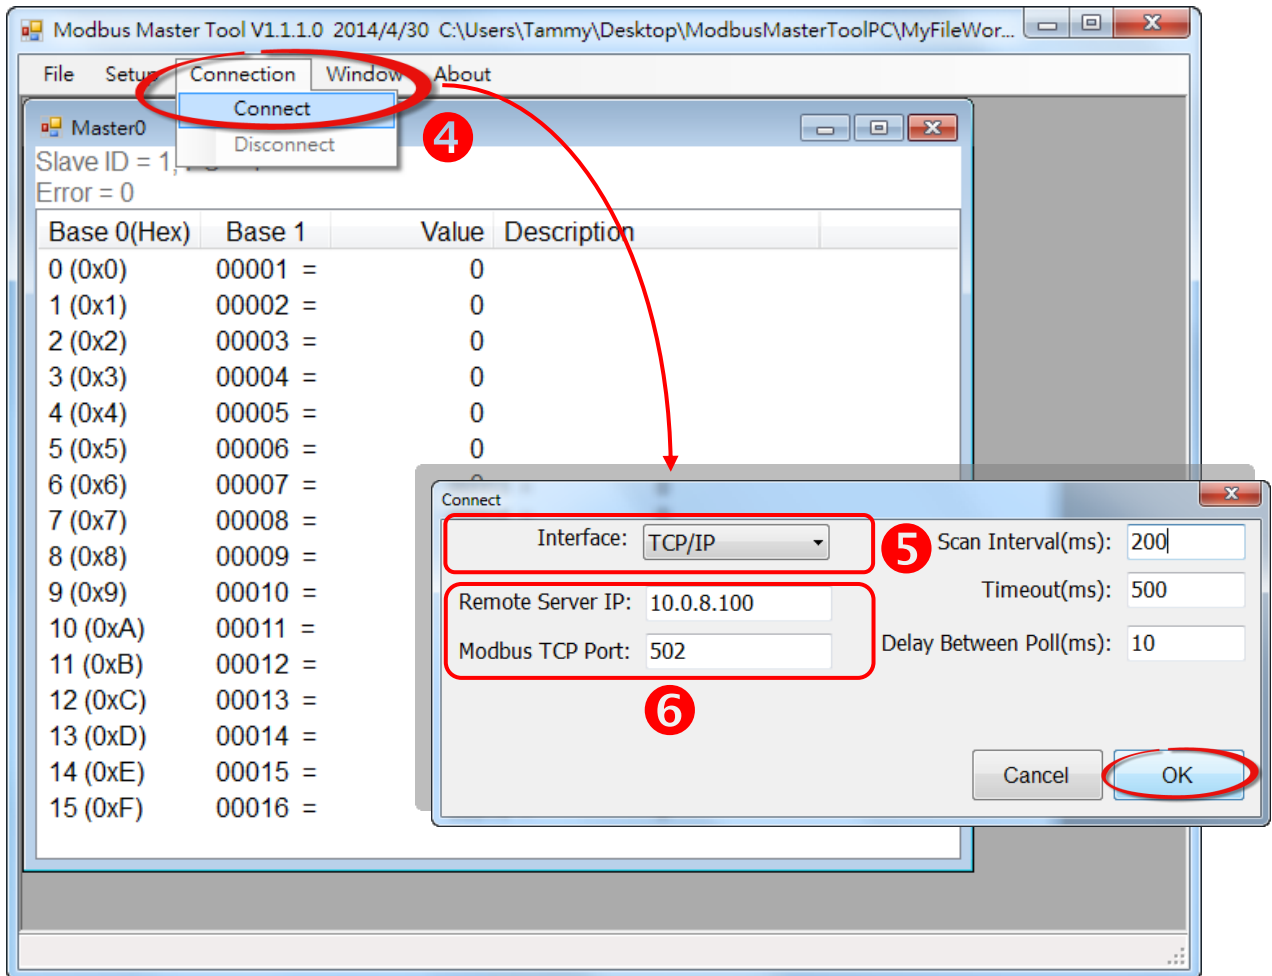 Modbus Master Tool V1.1.1.0 2014/4/30 C:\Users\Tammy\Desktop\ModbusMasterToolPC\MyFileWor...
File Setup Connection Window About
Connect
Disconnect
4
Master0
Slave ID = 1,
Error = 0
Base 0(Hex) Base 1 Value Description
0 (0x0) 00001 = 0
1 (0x1) 00002 = 0
2 (0x2) 00003 = 0
3 (0x3) 00004 = 0
4 (0x4) 00005 = 0
5 (0x5) 00006 = 0
6 (0x6) 00007 =
7 (0x7) 00008 =
8 (0x8) 00009 =
9 (0x9) 00010 =
10 (0xA) 00011 =
11 (0xB) 00012 =
12 (0xC) 00013 =
13 (0xD) 00014 =
14 (0xE) 00015 =
15 (0xF) 00016 =
Connect
Interface: TCP/IP
5
Scan Interval(ms): 200
Remote Server IP: 10.0.8.100
Timeout(ms): 500
Modbus TCP Port: 502
Delay Between Poll(ms): 10
6
Cancel OK